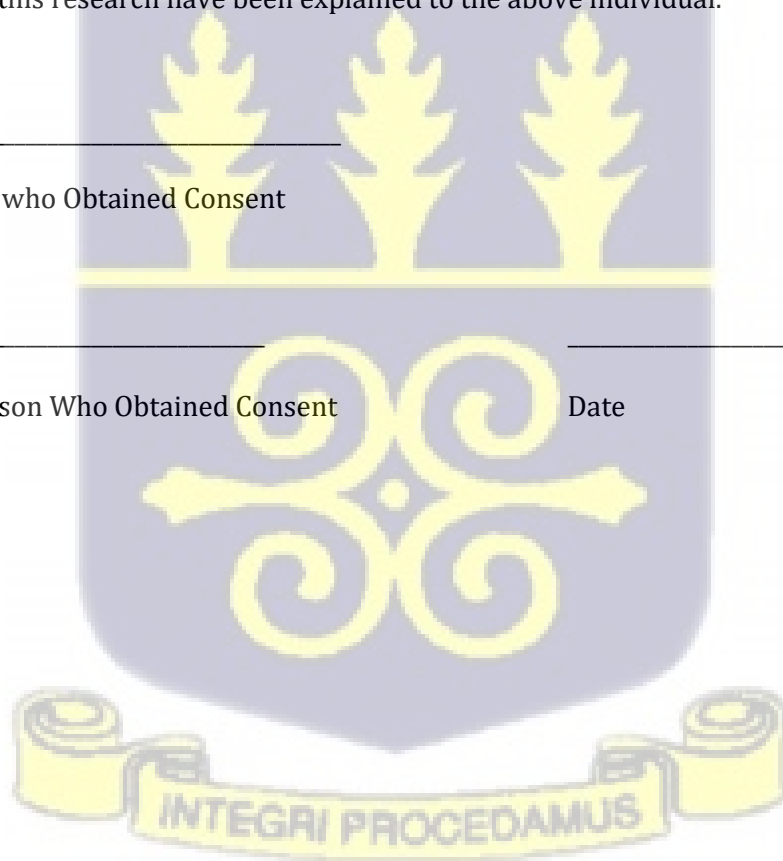 this research have been explained to the above individual.
who Obtained Consent
son Who Obtained Consent Date
INTEGRI PROCEDAMUS